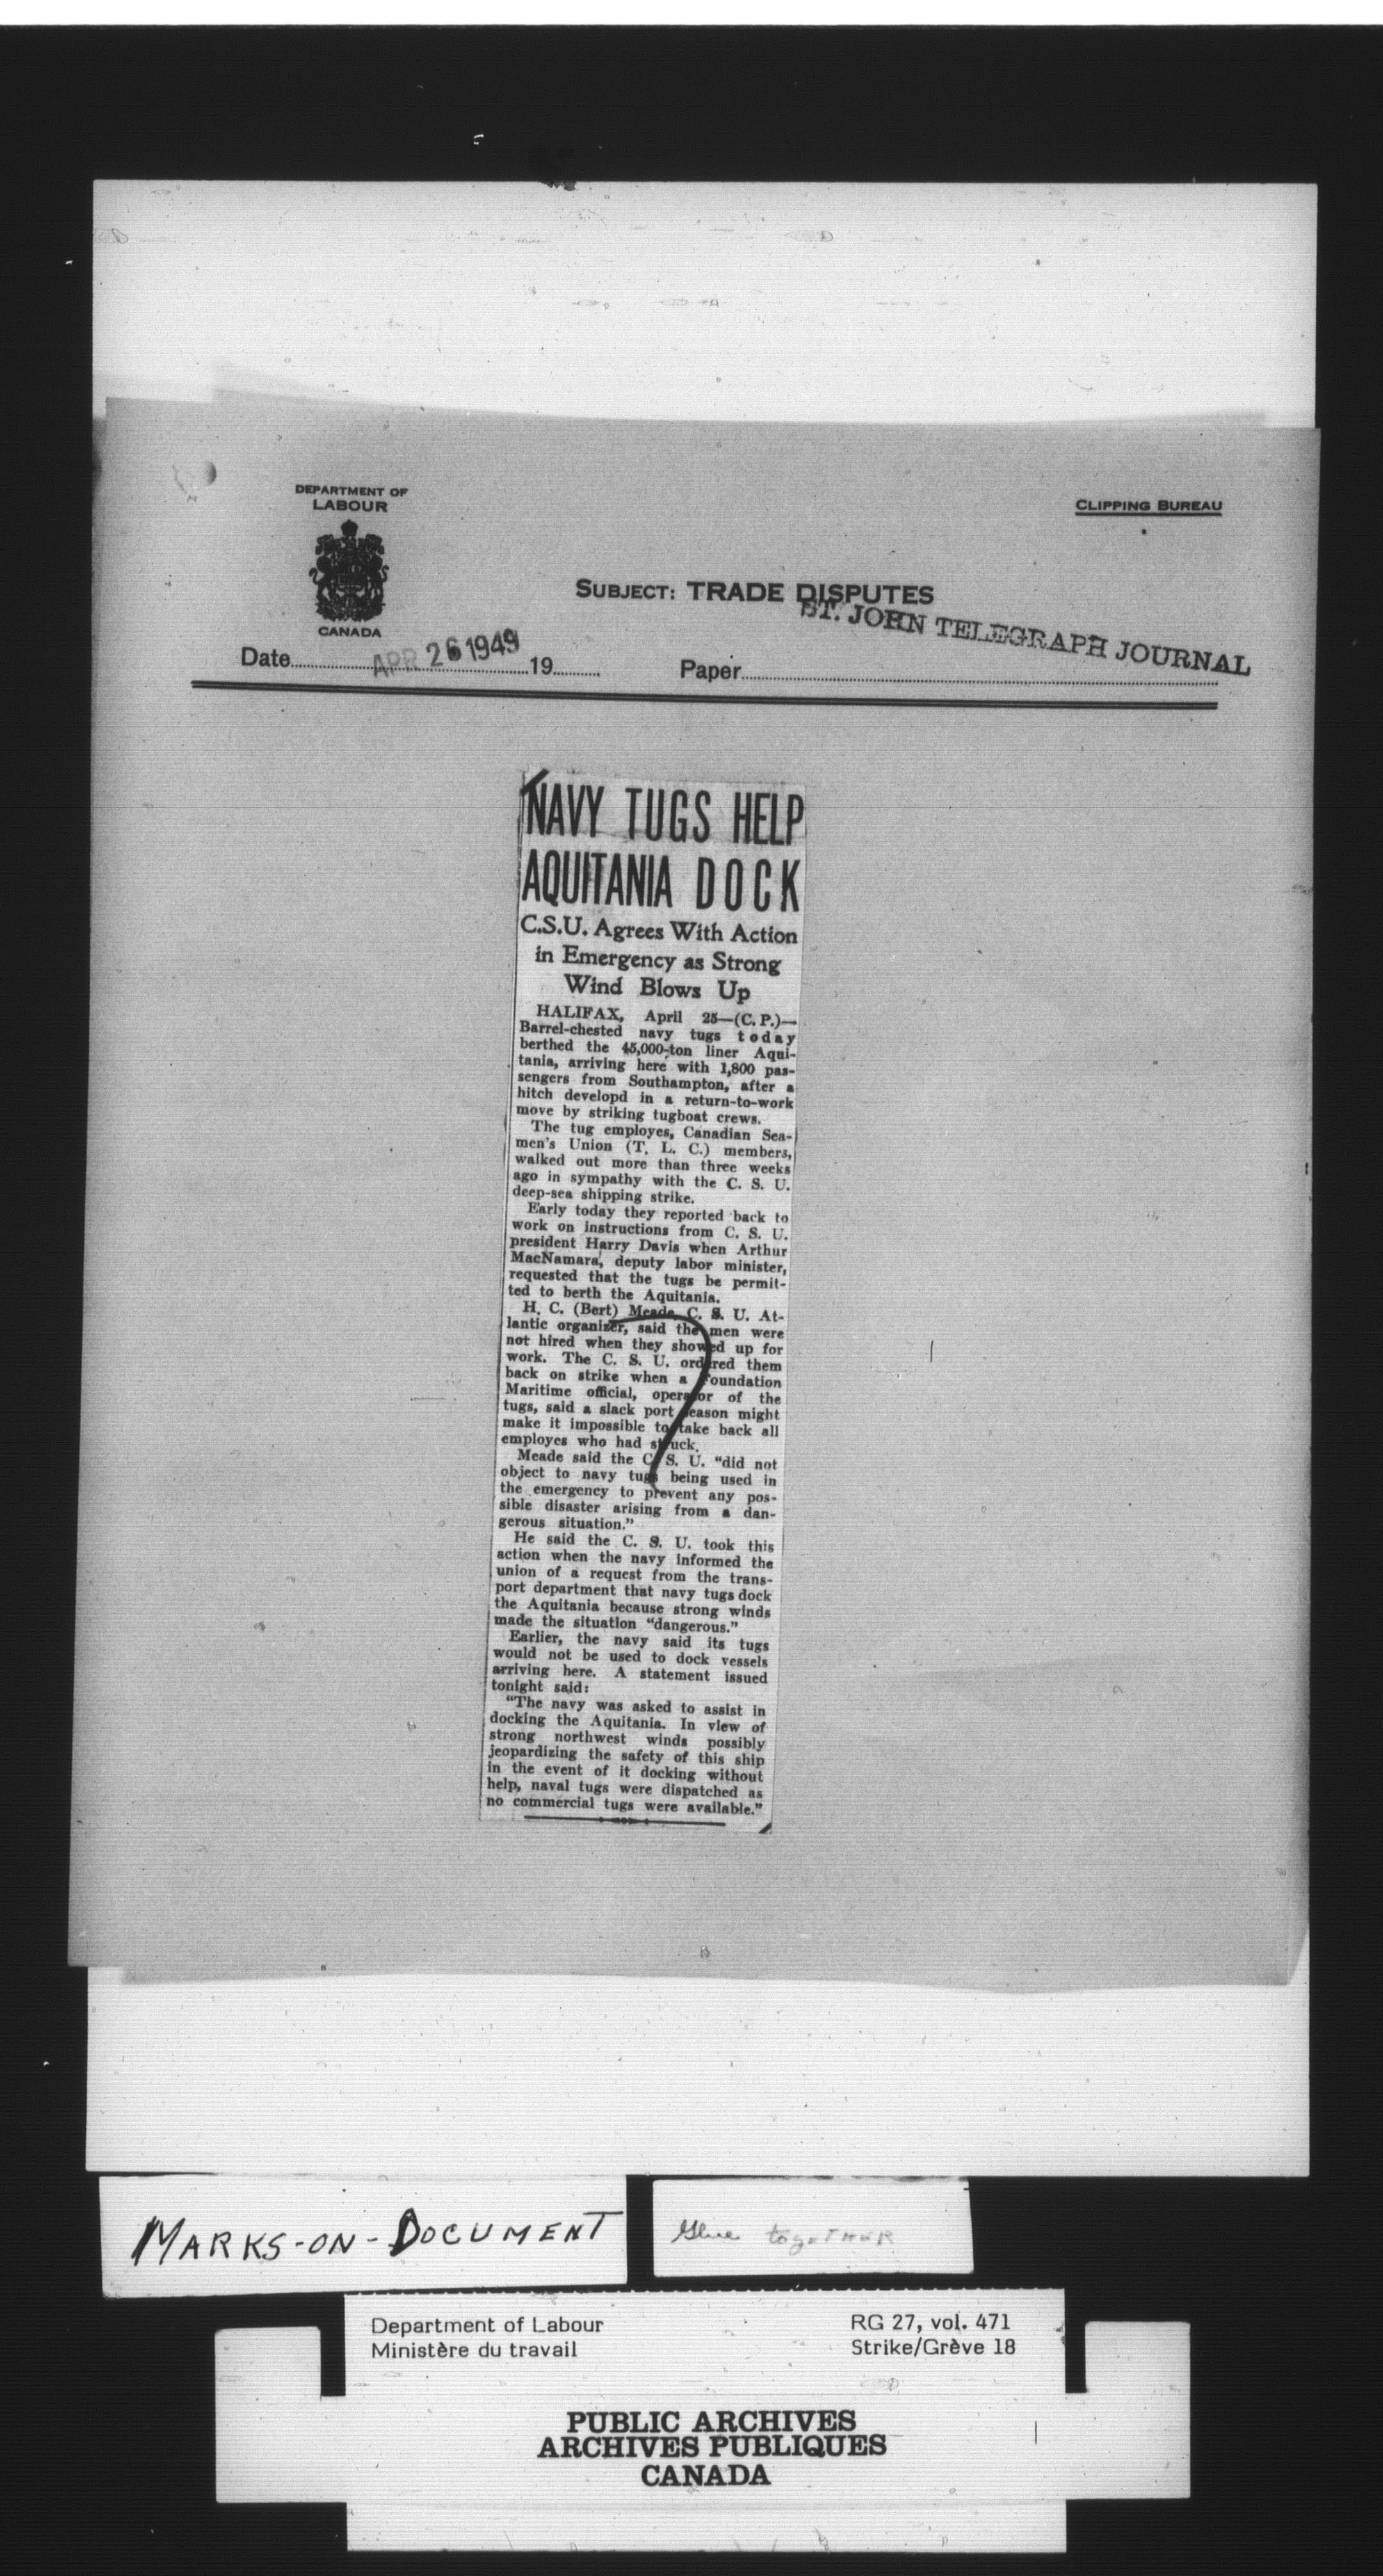 DEPARTMENT OF
LABOUR
CANADA
CLIPPING BUREAU
SUBJECT: TRADE DISPUTES
ST. JOHN TELEGRAPH JOURNAL
Date APR 26 1949 19 Paper
NAVY TUGS HELP
AQUITANIA DOCK
C.S.U. Agrees With Action
in Emergency as Strong
Wind Blows Up
HALIFAX, April 25—(C. P.)—
Barrel-chested navy tugs today
berthed the 45,000-ton liner Aqui-
tania, arriving here with 1,800 pas-
sengers from Southampton, after a
hitch developd in a return-to-work
move by striking tugboat crews.
The tug employes, Canadian Sea-
men's Union (T. L. C.) members,
walked out more than three weeks
ago in sympathy with the C. S. U.
deep-sea shipping strike.
Early today they reported back to
work on instructions from C. S. U.
president Harry Davis when Arthur
MacNamara, deputy labor minister,
requested that the tugs be permit-
ted to berth the Aquitania.
H. C. (Bert) Meade, C. S. U. At-
lantic organizer, said the men were
not hired when they showed up for
work. The C. S. U. ordered them
back on strike when a Foundation
Maritime official, operator of the
tugs, said a slack port season might
make it impossible to take back all
employes who had struck.
Meade said the C. S. U. "did not
object to navy tugs being used in
the emergency to prevent any pos-
sible disaster arising from a dan-
gerous situation."
He said the C. S. U. took this
action when the navy informed the
union of a request from the trans-
port department that navy tugs dock
the Aquitania because strong winds
made the situation "dangerous."
Earlier, the navy said its tugs
would not be used to dock vessels
arriving here. A statement issued
tonight said:
"The navy was asked to assist in
docking the Aquitania. In view of
strong northwest winds possibly
jeopardizing the safety of this ship
in the event of it docking without
help, naval tugs were dispatched as
no commercial tugs were available."
MARKS-ON-DOCUMENT
Glue together
Department of Labour
Ministère du travail
RG 27, vol. 471
Strike/Grève 18
PUBLIC ARCHIVES
ARCHIVES PUBLIQUES
CANADA